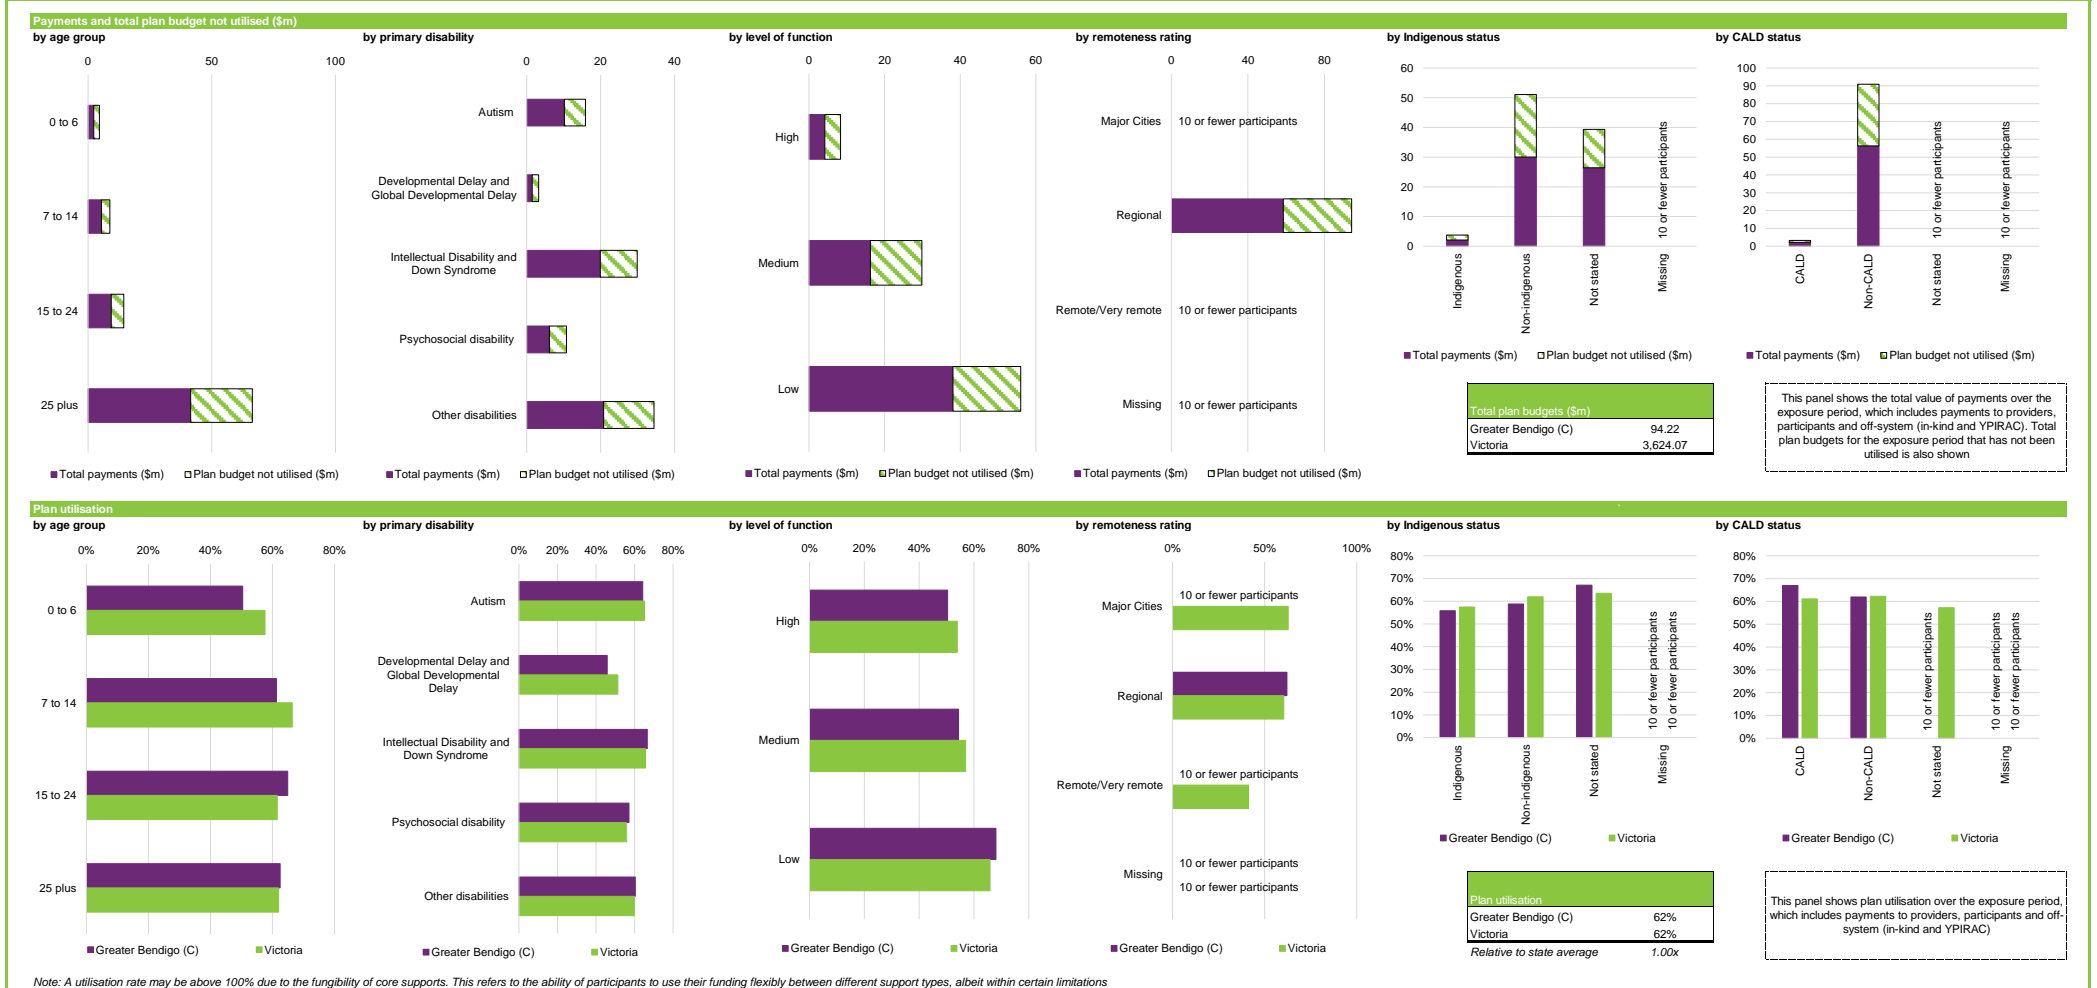 Payments and total plan budget not utilised ($m)
by age group
0 50 100
0 to 6
7 to 14
15 to 24
25 plus
Total payments ($m) Plan budget not utilised ($m)
by primary disability
0 20 40
Autism
Developmental Delay and
Global Developmental Delay
Intellectual Disability and
Down Syndrome
Psychosocial disability
Other disabilities
Total payments ($m) Plan budget not utilised ($m)
by level of function
0 20 40 60
High
Medium
Low
Total payments ($m) Plan budget not utilised ($m)
by remoteness rating
0 40 80
Major Cities 10 or fewer participants
Regional
Remote/Very remote 10 or fewer participants
Missing 10 or fewer participants
Total payments ($m) Plan budget not utilised ($m)
by Indigenous status
60
50
40
30
20
10
0
10 or fewer participants
Indigenous
Non-indigenous
Not stated
Missing
Total payments ($m) Plan budget not utilised ($m)
Total plan budgets ($m)
Greater Bendigo (C) 94.22
Victoria 3,624.07
by CALD status
100
90
80
70
60
50
40
30
20
10
0
10 or fewer participants
10 or fewer participants
CALD
Non-CALD
Not stated
Missing
Total payments ($m) Plan budget not utilised ($m)
This panel shows the total value of payments over the
exposure period, which includes payments to providers,
participants and off-system (in-kind and YPIRAC). Total
plan budgets for the exposure period that has not been
utilised is also shown
Plan utilisation
by age group
0% 20% 40% 60% 80%
0 to 6
7 to 14
15 to 24
25 plus
Greater Bendigo (C) Victoria
by primary disability
0% 20% 40% 60% 80%
Autism
Developmental Delay and
Global Developmental
Delay
Intellectual Disability and
Down Syndrome
Psychosocial disability
Other disabilities
Greater Bendigo (C) Victoria
by level of function
0% 20% 40% 60% 80%
High
Medium
Low
Greater Bendigo (C) Victoria
by remoteness rating
0% 50% 100%
10 or fewer participants
Major Cities
Regional
10 or fewer participants
Remote/Very remote
10 or fewer participants
Missing
10 or fewer participants
Greater Bendigo (C) Victoria
by Indigenous status
80%
70%
60%
50%
40%
30%
20%
10%
0%
10 or fewer participants
10 or fewer participants
Indigenous
Non-indigenous
Not stated
Missing
Greater Bendigo (C) Victoria
Plan utilisation
Greater Bendigo (C) 62%
Victoria 62%
Relative to state average 1.00x
by CALD status
80%
70%
60%
50%
40%
30%
20%
10%
0%
10 or fewer participants
10 or fewer participants
10 or fewer participants
CALD
Non-CALD
Not stated
Missing
Greater Bendigo (C) Victoria
This panel shows plan utilisation over the exposure period,
which includes payments to providers, participants and off-
system (in-kind and YPIRAC)
Note: A utilisation rate may be above 100% due to the fungibility of core supports. This refers to the ability of participants to use their funding flexibly between different support types, albeit within certain limitations